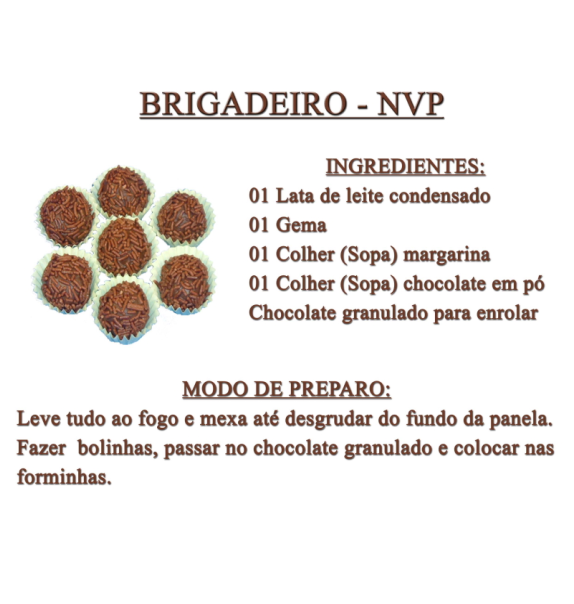 BRIGADEIRO - NVP
INGREDIENTES:
01 Lata de leite condensado
01 Gema
01 Colher (Sopa) margarina
01 Colher (Sopa) chocolate em pó
Chocolate granulado para enrolar
MODO DE PREPARO:
Leve tudo ao fogo e mexa até desgrudar do fundo da panela.
Fazer bolinhas, passar no chocolate granulado e colocar nas
forminhas.